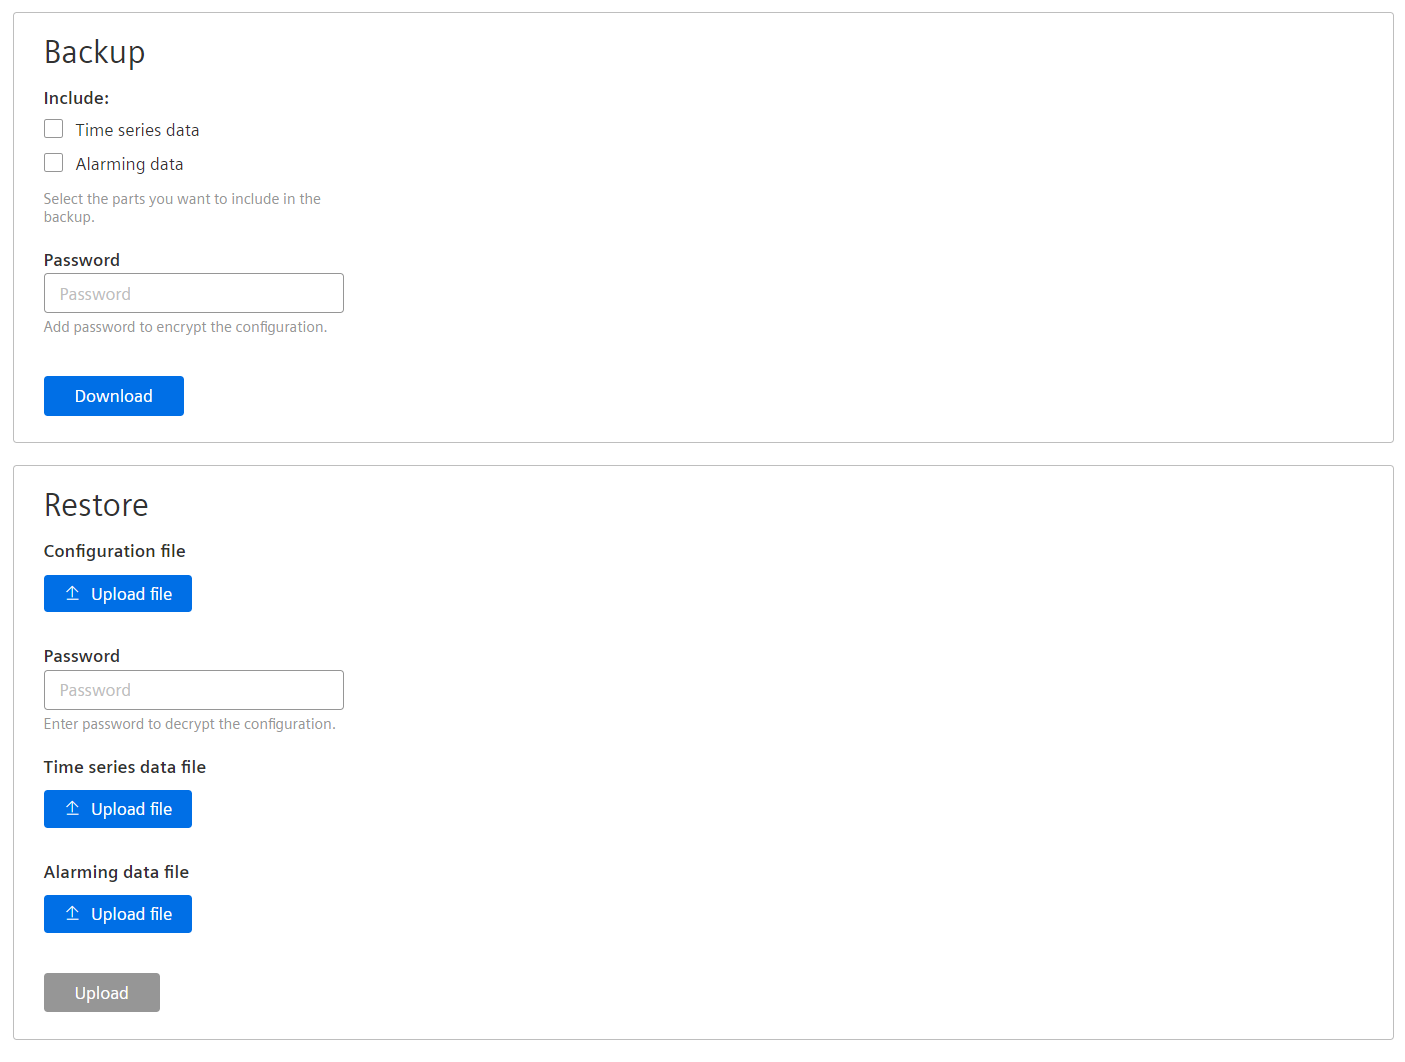 Backup
Include:
Time series data
Alarming data
Select the parts you want to include in the
backup.
Password
Password
Add password to encrypt the configuration.
Download
Restore
Configuration file
Upload file
Password
Password
Enter password to decrypt the configuration.
Time series data file
Upload file
Alarming data file
Upload file
Upload